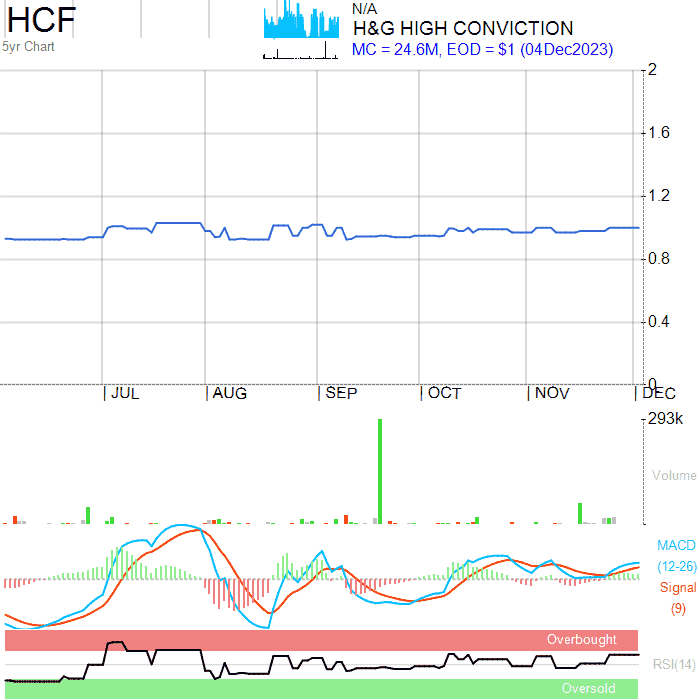 HCF
5yr Chart
N/A
H&G HIGH CONVICTION
MC = 24.6M, EOD = $1 (04Dec2023)
2
1.6
1.2
0.8
0.4
0
JUL AUG SEP OCT NOV DEC
293k
Volume
MACD
(12-26)
Signal
(9)
Overbought
RSI(14)
Oversold